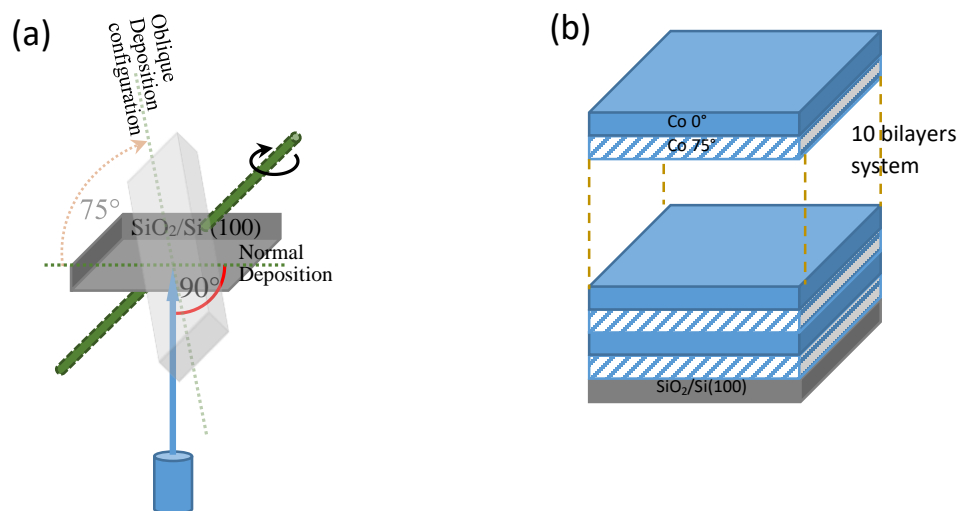 (a)
Oblique
Deposition
configuration
75°
SiO₂/Si (100)
Normal
Deposition
90°
(b)
Co 0°
Co 75°
10 bilayers
system
SiO₂/Si(100)